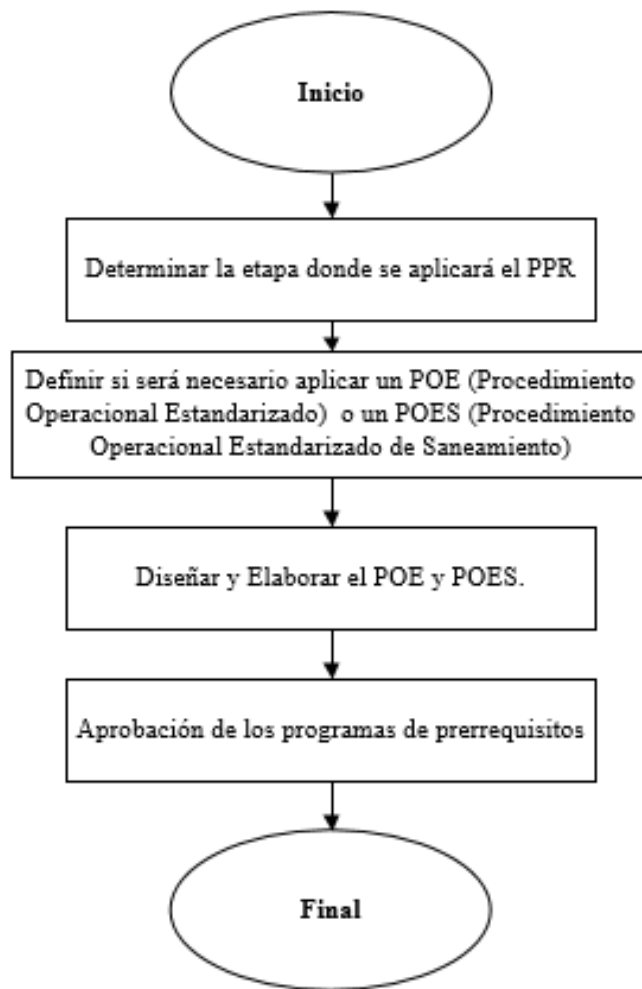 Inicio
Determinar la etapa donde se aplicará el PPR
Definir si será necesario aplicar un POE (Procedimiento
Operacional Estandarizado) o un POES (Procedimiento
Operacional Estandarizado de Saneamiento)
Diseñar y Elaborar el POE y POES.
Aprobación de los programas de prerrequisitos
Final